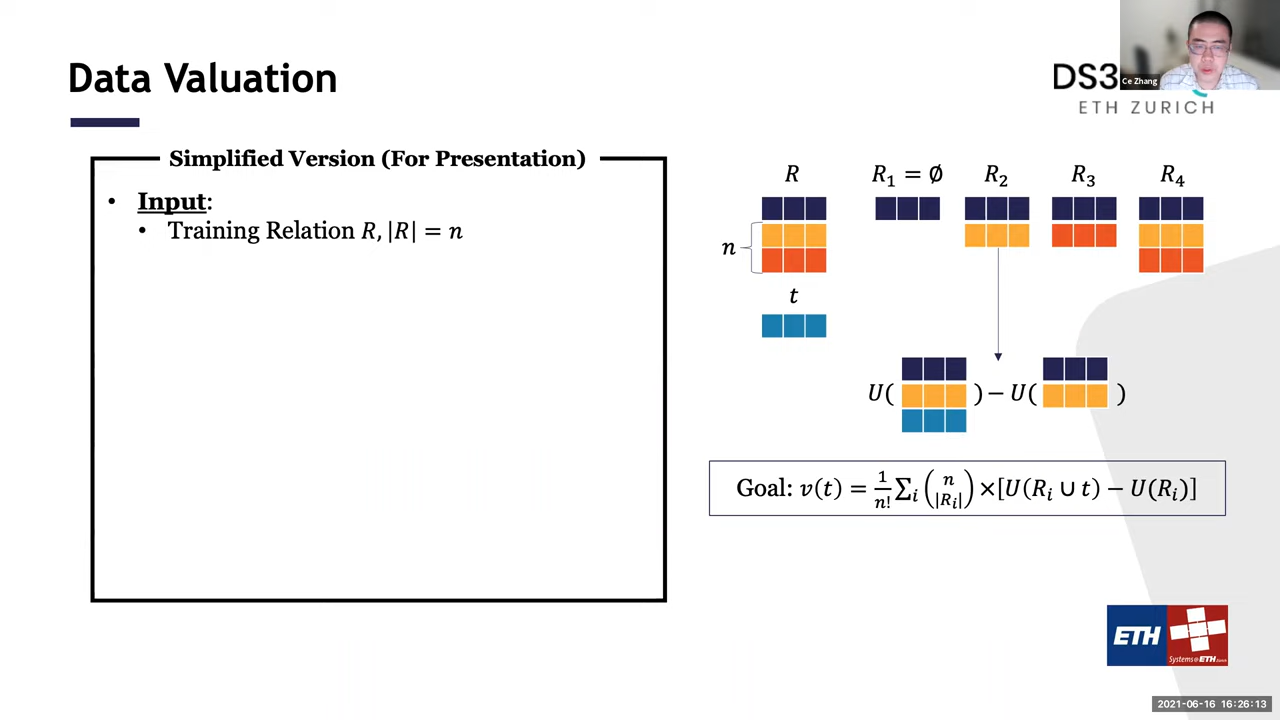 Data Valuation
DS3
ETH ZURICH
Ce Zhang
Simplified Version (For Presentation)
• Input:
• Training Relation R, |R| = n
R
R₁ = ∅
R₂
R₃
R₄
n
t
U( ) − U( )
Goal: v(t) = 1/n! ∑ᵢ (n |Rᵢ|) ×[U(Rᵢ ∪ t) − U(Rᵢ)]
ETH
Systems@ETH Zürich
2021-06-16 16:26:13